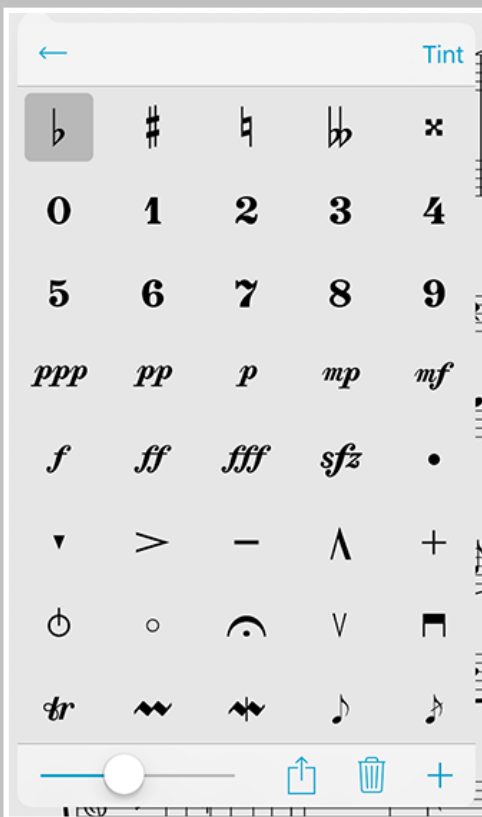 Tint
♭ ♯ ♮ 𝄫 𝄪
0 1 2 3 4
5 6 7 8 9
ppp pp p mp mf
f ff fff sfz
tr